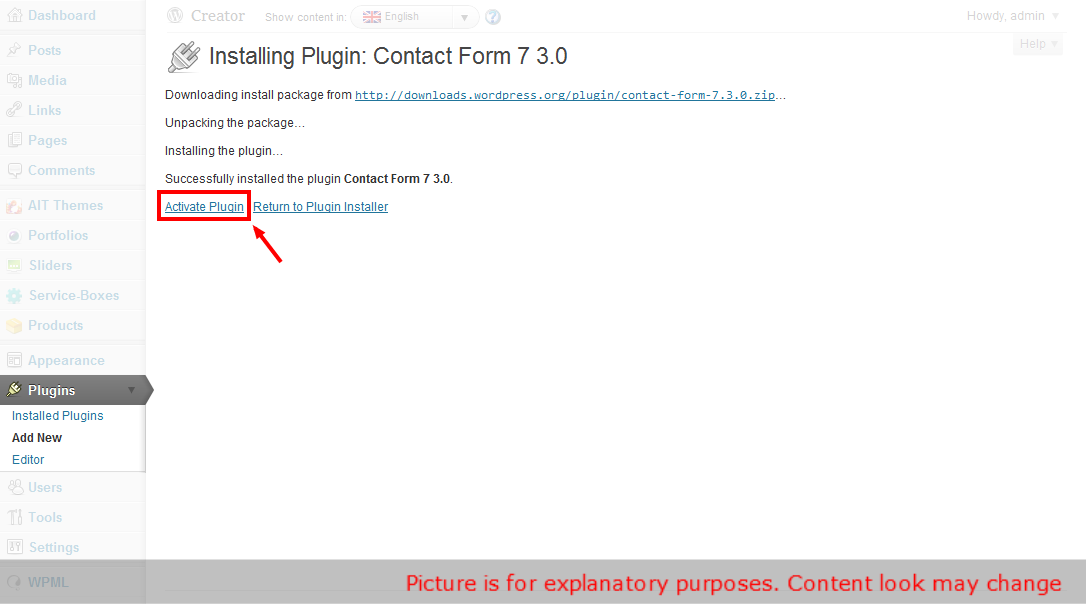 Dashboard
Posts
Media
Links
Pages
Comments
AIT Themes
Portfolios
Sliders
Service-Boxes
Products
Appearance
Plugins
Installed Plugins
Add New
Editor
Users
Tools
Settings
WPML
Creator Show content in: English ?
Howdy, admin
Help
Installing Plugin: Contact Form 7 3.0
Downloading install package from http://downloads.wordpress.org/plugin/contact-form-7.3.0.zip…
Unpacking the package…
Installing the plugin…
Successfully installed the plugin Contact Form 7 3.0.
Activate Plugin Return to Plugin Installer
Picture is for explanatory purposes. Content look may change